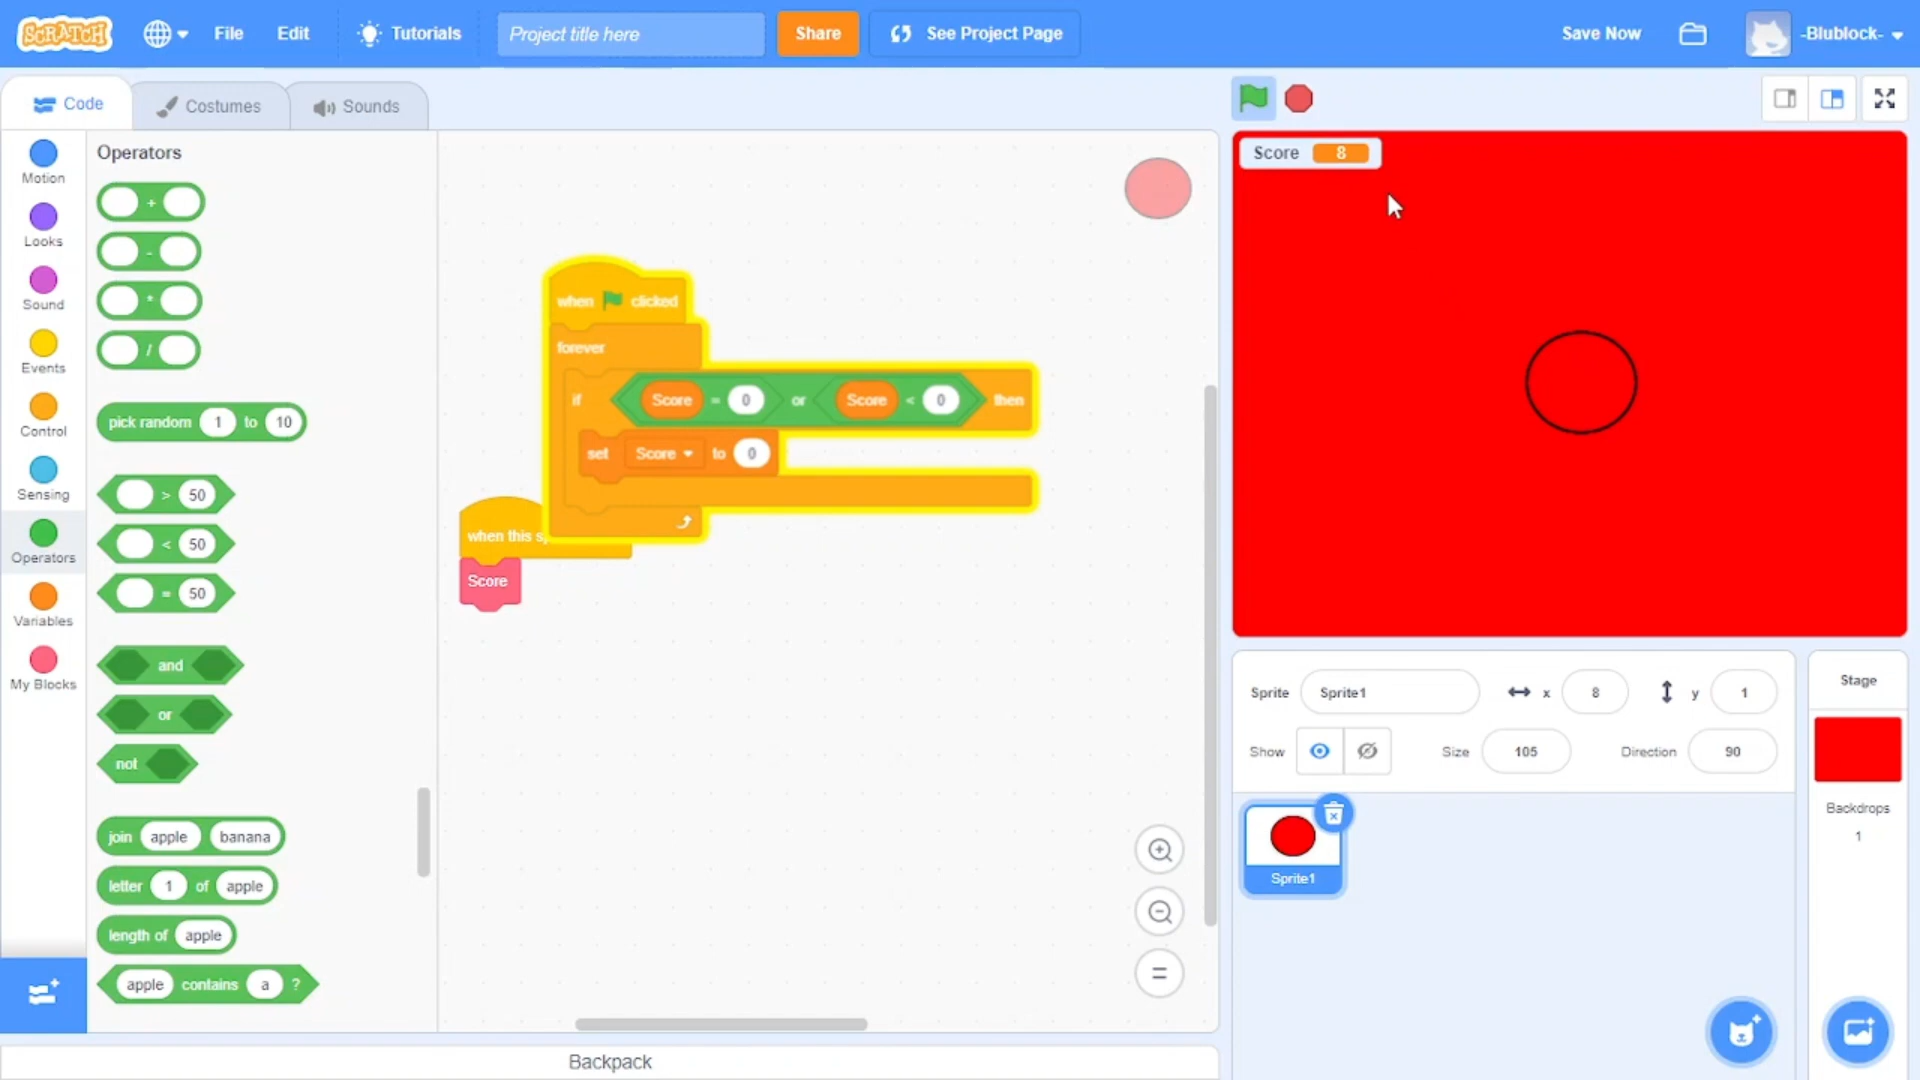 SCRATCH
File
Edit
Tutorials
Project title here
Share
See Project Page
Save Now
-Blublock-
Code
Costumes
Sounds
Motion
Looks
Sound
Events
Control
Sensing
Operators
Variables
My Blocks
Operators
+
-
*
/
pick random 1 to 10
> 50
< 50
= 50
and
or
not
join apple banana
letter 1 of apple
length of apple
apple contains a ?
when clicked
forever
if Score = 0 or Score < 0 then
set Score to 0
when this s
Score
Backpack
Score 8
Sprite Sprite1 x 8 y 1
Show Size 105 Direction 90
Sprite1
Stage
Backdrops
1